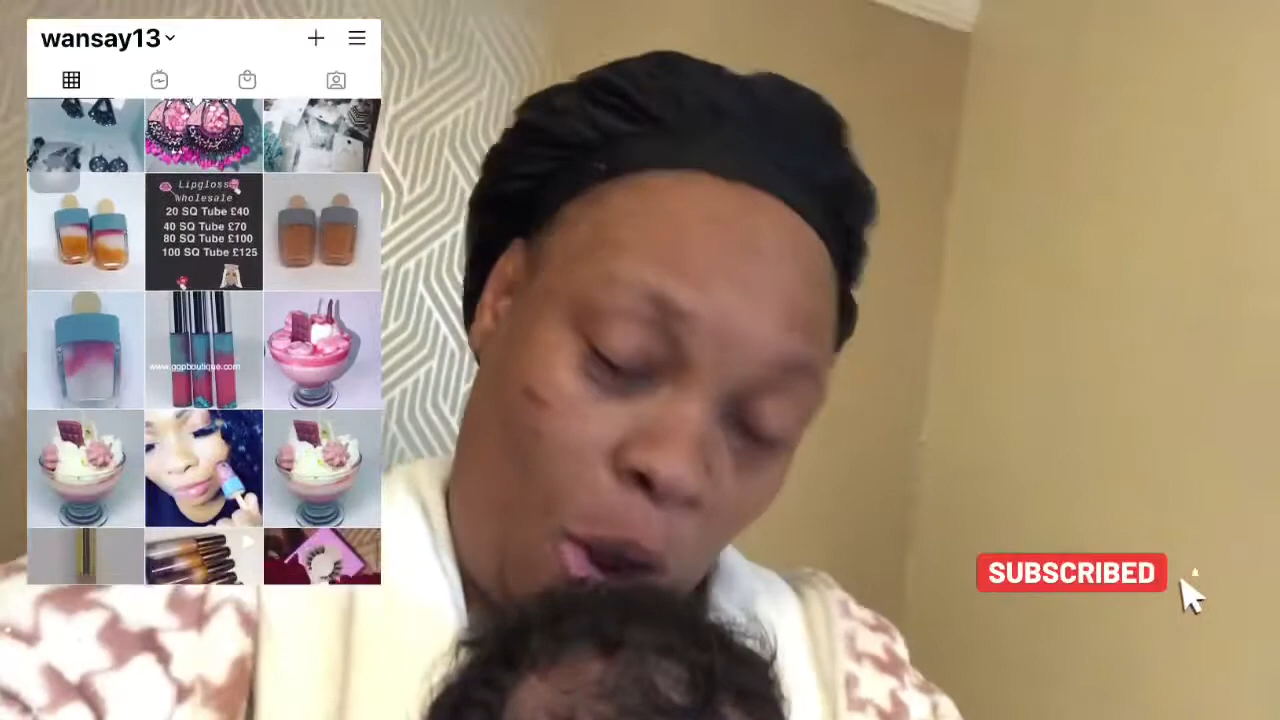 wansay13
Lipgloss
Wholesale
20 SQ Tube £40
40 SQ Tube £70
80 SQ Tube £100
100 SQ Tube £125
www.ggpboutique.com
SUBSCRIBED